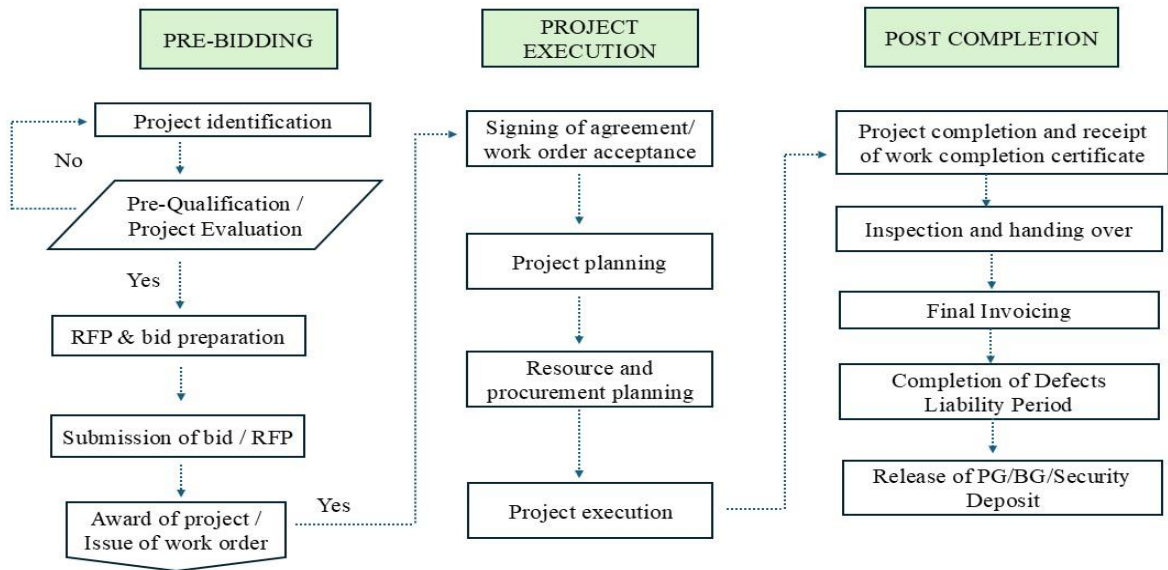 PRE-BIDDING
Project identification
No
Pre-Qualification /
Project Evaluation
Yes
RFP & bid preparation
Submission of bid / RFP
Award of project /
Issue of work order
Yes
PROJECT
EXECUTION
Signing of agreement/
work order acceptance
Project planning
Resource and
procurement planning
Project execution
POST COMPLETION
Project completion and receipt
of work completion certificate
Inspection and handing over
Final Invoicing
Completion of Defects
Liability Period
Release of PG/BG/Security
Deposit